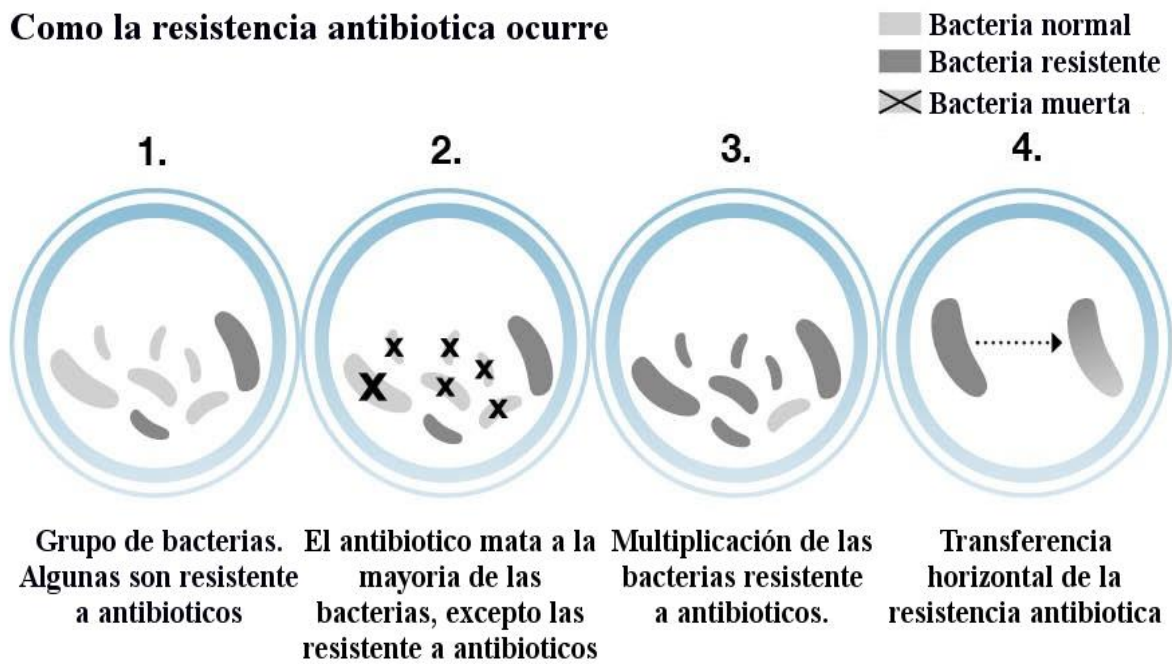 Como la resistencia antibiotica ocurre
Bacteria normal
Bacteria resistente
Bacteria muerta
1.
2.
3.
4.
X
X
X
X
X
X
Grupo de bacterias.
Algunas son resistente
a antibioticos
El antibiotico mata a la
mayoria de las
bacterias, excepto las
resistente a antibioticos
Multiplicación de las
bacterias resistente
a antibioticos.
Transferencia
horizontal de la
resistencia antibiotica